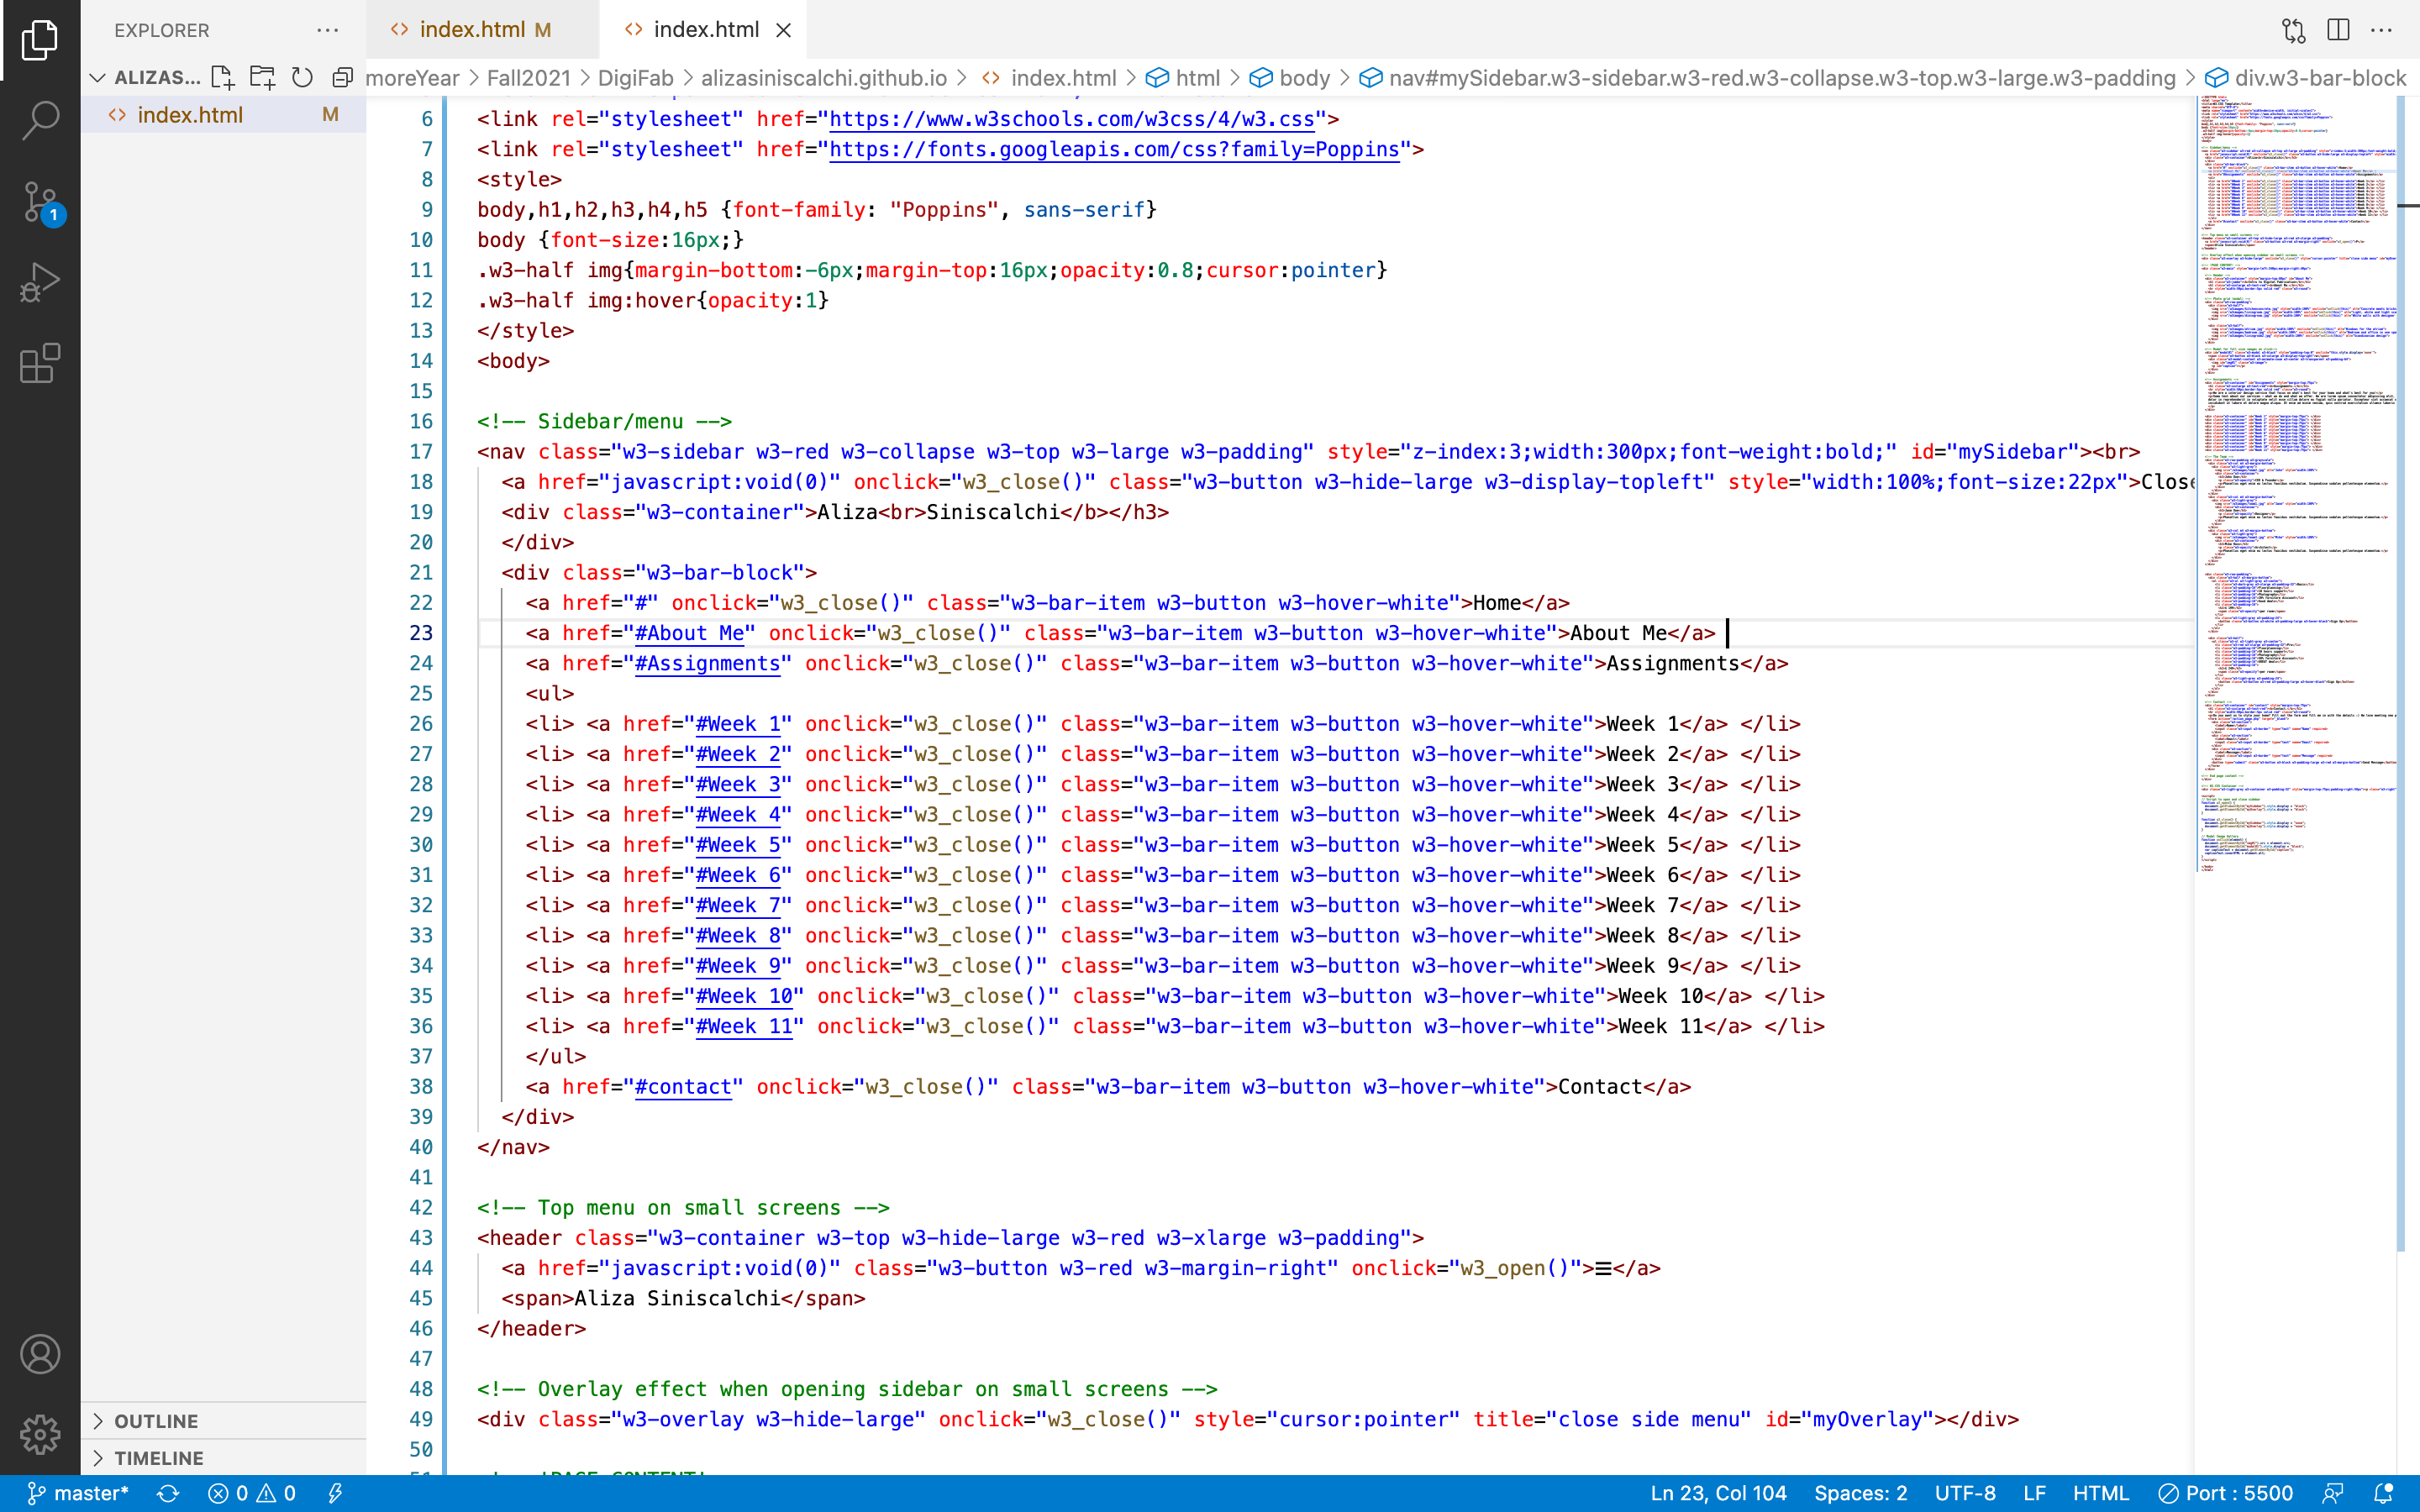 EXPLORER
index.html M
index.html
ALIZAS...
moreYear > Fall2021 > DigiFab > alizasiniscalchi.github.io > index.html > html > body > nav#mySidebar.w3-sidebar.w3-red.w3-collapse.w3-top.w3-large.w3-padding > div.w3-bar-block
index.html M
1
6 <link rel="stylesheet" href="https://www.w3schools.com/w3css/4/w3.css">
7 <link rel="stylesheet" href="https://fonts.googleapis.com/css?family=Poppins">
8 <style>
9 body,h1,h2,h3,h4,h5 {font-family: "Poppins", sans-serif}
10 body {font-size:16px;}
11 .w3-half img{margin-bottom:-6px;margin-top:16px;opacity:0.8;cursor:pointer}
12 .w3-half img:hover{opacity:1}
13 </style>
14 <body>
15
16 <!-- Sidebar/menu -->
17 <nav class="w3-sidebar w3-red w3-collapse w3-top w3-large w3-padding" style="z-index:3;width:300px;font-weight:bold;" id="mySidebar"><br>
18 <a href="javascript:void(0)" onclick="w3_close()" class="w3-button w3-hide-large w3-display-topleft" style="width:100%;font-size:22px">Close
19 <div class="w3-container">Aliza<br>Siniscalchi</b></h3>
20 </div>
21 <div class="w3-bar-block">
22 <a href="#" onclick="w3_close()" class="w3-bar-item w3-button w3-hover-white">Home</a>
23 <a href="#About Me" onclick="w3_close()" class="w3-bar-item w3-button w3-hover-white">About Me</a>
24 <a href="#Assignments" onclick="w3_close()" class="w3-bar-item w3-button w3-hover-white">Assignments</a>
25 <ul>
26 <li> <a href="#Week 1" onclick="w3_close()" class="w3-bar-item w3-button w3-hover-white">Week 1</a> </li>
27 <li> <a href="#Week 2" onclick="w3_close()" class="w3-bar-item w3-button w3-hover-white">Week 2</a> </li>
28 <li> <a href="#Week 3" onclick="w3_close()" class="w3-bar-item w3-button w3-hover-white">Week 3</a> </li>
29 <li> <a href="#Week 4" onclick="w3_close()" class="w3-bar-item w3-button w3-hover-white">Week 4</a> </li>
30 <li> <a href="#Week 5" onclick="w3_close()" class="w3-bar-item w3-button w3-hover-white">Week 5</a> </li>
31 <li> <a href="#Week 6" onclick="w3_close()" class="w3-bar-item w3-button w3-hover-white">Week 6</a> </li>
32 <li> <a href="#Week 7" onclick="w3_close()" class="w3-bar-item w3-button w3-hover-white">Week 7</a> </li>
33 <li> <a href="#Week 8" onclick="w3_close()" class="w3-bar-item w3-button w3-hover-white">Week 8</a> </li>
34 <li> <a href="#Week 9" onclick="w3_close()" class="w3-bar-item w3-button w3-hover-white">Week 9</a> </li>
35 <li> <a href="#Week 10" onclick="w3_close()" class="w3-bar-item w3-button w3-hover-white">Week 10</a> </li>
36 <li> <a href="#Week 11" onclick="w3_close()" class="w3-bar-item w3-button w3-hover-white">Week 11</a> </li>
37 </ul>
38 <a href="#contact" onclick="w3_close()" class="w3-bar-item w3-button w3-hover-white">Contact</a>
39 </div>
40 </nav>
41
42 <!-- Top menu on small screens -->
43 <header class="w3-container w3-top w3-hide-large w3-red w3-xlarge w3-padding">
44 <a href="javascript:void(0)" class="w3-button w3-red w3-margin-right" onclick="w3_open()">☰</a>
45 <span>Aliza Siniscalchi</span>
46 </header>
47
48 <!-- Overlay effect when opening sidebar on small screens -->
49 <div class="w3-overlay w3-hide-large" onclick="w3_close()" style="cursor:pointer" title="close side menu" id="myOverlay"></div>
50
OUTLINE
TIMELINE
master* 0 0 Ln 23, Col 104 Spaces: 2 UTF-8 LF HTML Port : 5500